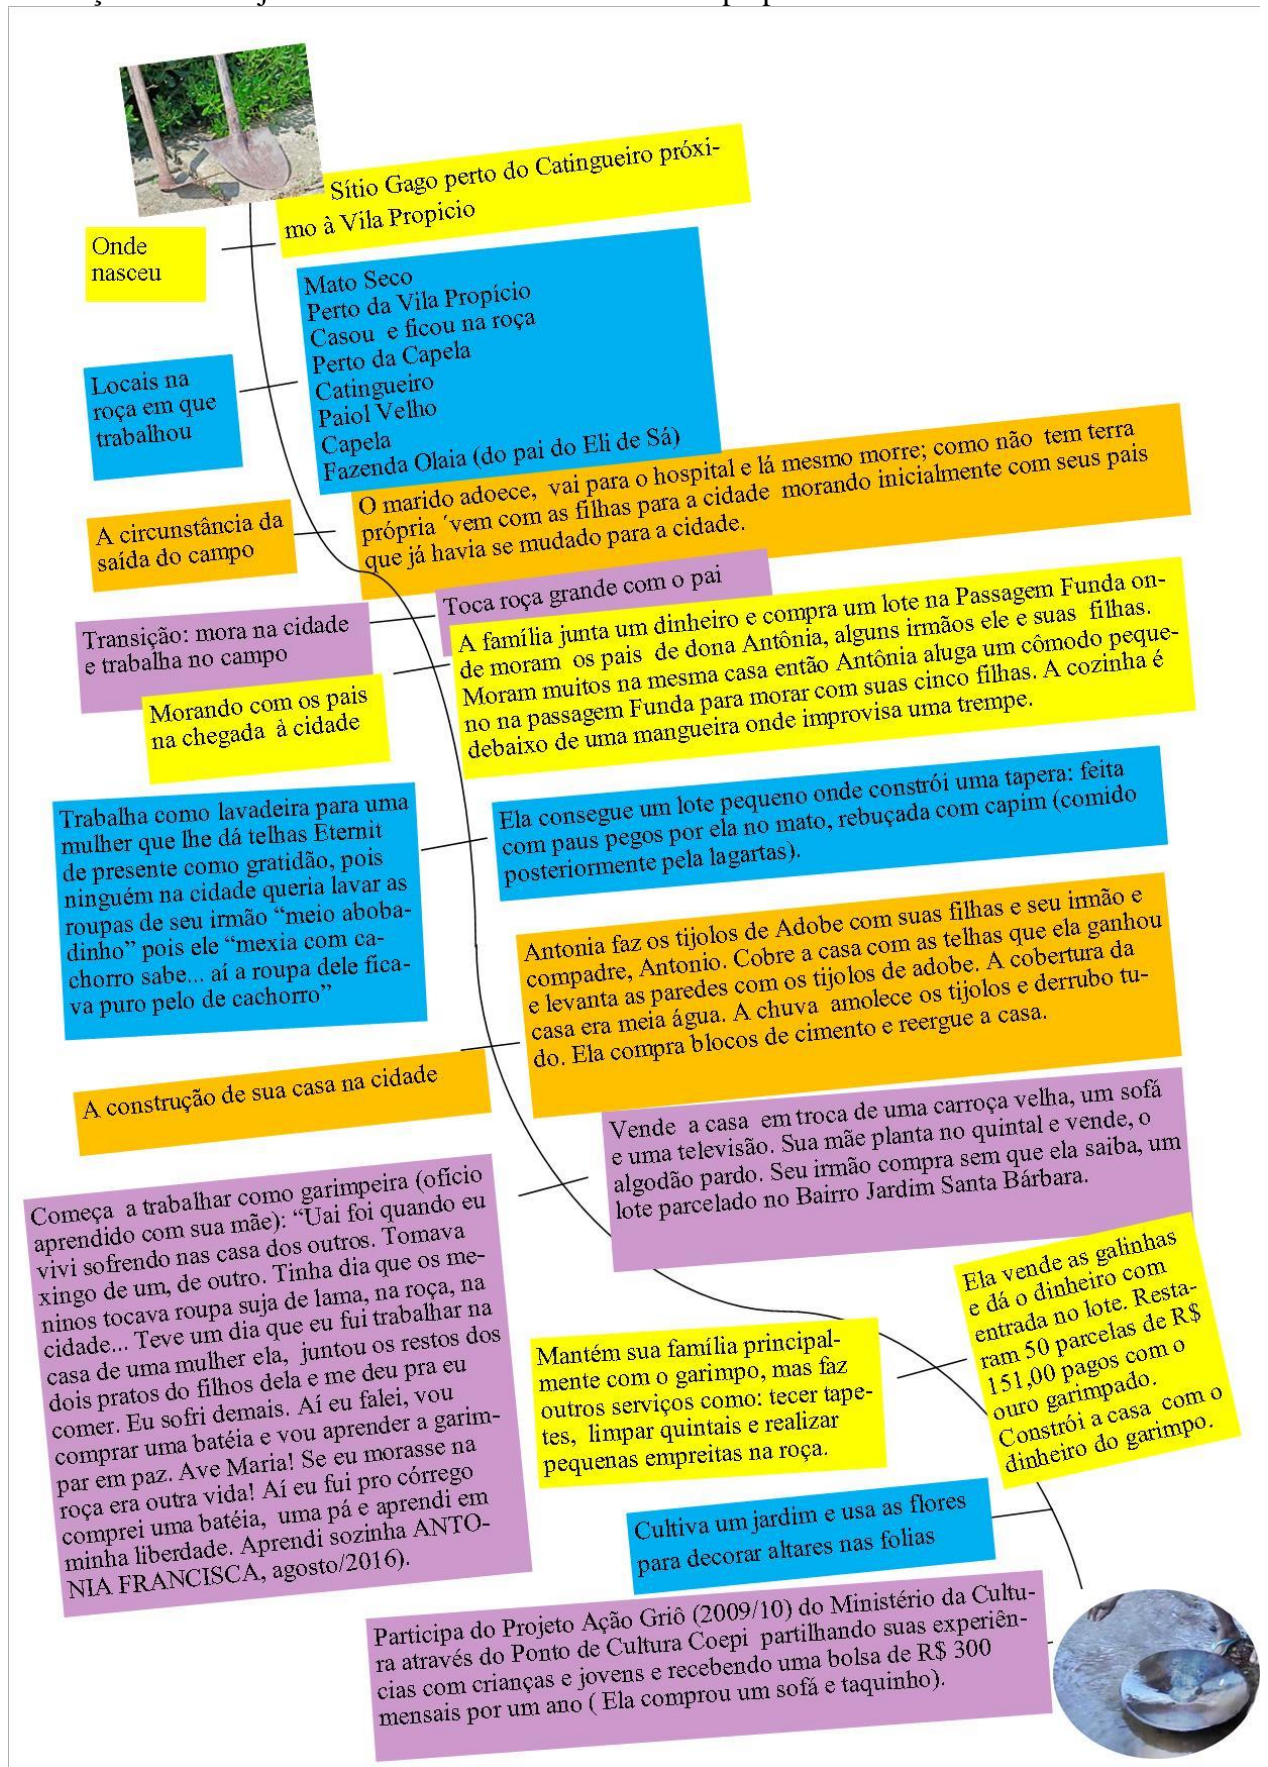 Sítio Gago perto do Catingueiro próxi-
mo à Vila Propicio
Onde
nasceu
Mato Seco
Perto da Vila Propício
Casou e ficou na roça
Perto da Capela
Catingueiro
Paiol Velho
Capela
Fazenda Olaia (do pai do Eli de Sá)
Locais na
roça em que
trabalhou
O marido adoece, vai para o hospital e lá mesmo morre; como não tem terra
própria ´vem com as filhas para a cidade morando inicialmente com seus pais
que já havia se mudado para a cidade.
A circunstância da
saída do campo
Toca roça grande com o pai
Transição: mora na cidade
e trabalha no campo
A família junta um dinheiro e compra um lote na Passagem Funda on-
de moram os pais de dona Antônia, alguns irmãos ele e suas filhas.
Moram muitos na mesma casa então Antônia aluga um cômodo peque-
no na passagem Funda para morar com suas cinco filhas. A cozinha é
debaixo de uma mangueira onde improvisa uma trempe.
Morando com os pais
na chegada à cidade
Ela consegue um lote pequeno onde constrói uma tapera: feita
com paus pegos por ela no mato, rebuçada com capim (comido
posteriormente pela lagartas).
Trabalha como lavadeira para uma
mulher que lhe dá telhas Eternit
de presente como gratidão, pois
ninguém na cidade queria lavar as
roupas de seu irmão “meio aboba-
dinho” pois ele “mexia com ca-
chorro sabe... aí a roupa dele fica-
va puro pelo de cachorro”
Antonia faz os tijolos de Adobe com suas filhas e seu irmão e
compadre, Antonio. Cobre a casa com as telhas que ela ganhou
e levanta as paredes com os tijolos de adobe. A cobertura da
casa era meia água. A chuva amolece os tijolos e derrubo tu-
do. Ela compra blocos de cimento e reergue a casa.
A construção de sua casa na cidade
Vende a casa em troca de uma carroça velha, um sofá
e uma televisão. Sua mãe planta no quintal e vende, o
algodão pardo. Seu irmão compra sem que ela saiba, um
lote parcelado no Bairro Jardim Santa Bárbara.
Começa a trabalhar como garimpeira (ofício
aprendido com sua mãe): “Uai foi quando eu
vivi sofrendo nas casa dos outros. Tomava
xingo de um, de outro. Tinha dia que os me-
ninos tocava roupa suja de lama, na roça, na
cidade... Teve um dia que eu fui trabalhar na
casa de uma mulher ela, juntou os restos dos
dois pratos do filhos dela e me deu pra eu
comer. Eu sofri demais. Aí eu falei, vou
comprar uma batéia e vou aprender a garim-
par em paz. Ave Maria! Se eu morasse na
roça era outra vida! Aí eu fui pro córrego
comprei uma batéia, uma pá e aprendi em
minha liberdade. Aprendi sozinha ANTO-
NIA FRANCISCA, agosto/2016).
Ela vende as galinhas
e dá o dinheiro com
entrada no lote. Resta-
ram 50 parcelas de R$
151,00 pagos com o
ouro garimpado.
Constrói a casa com o
dinheiro do garimpo.
Mantém sua família principal-
mente com o garimpo, mas faz
outros serviços como: tecer tape-
tes, limpar quintais e realizar
pequenas empreitas na roça.
Cultiva um jardim e usa as flores
para decorar altares nas folias
Participa do Projeto Ação Griô (2009/10) do Ministério da Cultu-
ra através do Ponto de Cultura Coepi partilhando suas experiên-
cias com crianças e jovens e recebendo uma bolsa de R$ 300
mensais por um ano ( Ela comprou um sofá e taquinho).